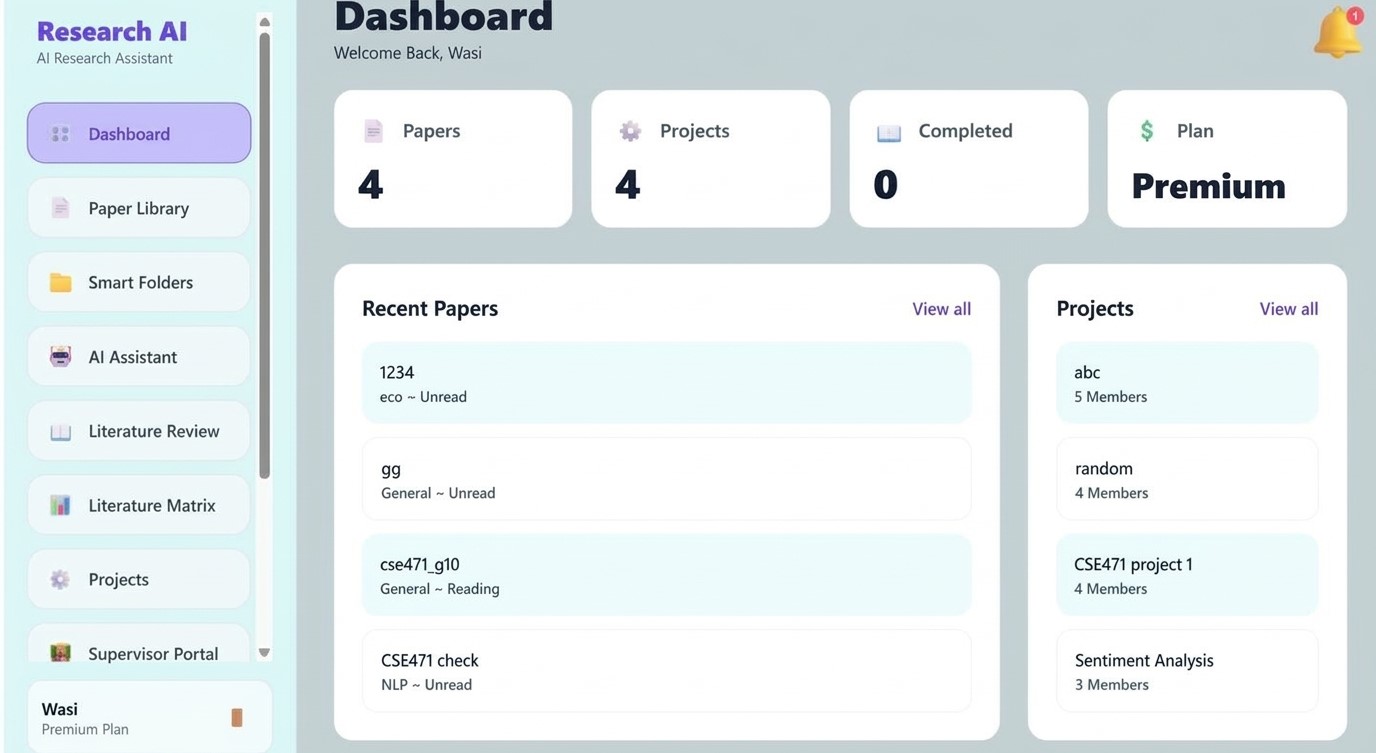 Research AI
AI Research Assistant
Dashboard
Paper Library
Smart Folders
AI Assistant
Literature Review
Literature Matrix
Projects
Supervisor Portal
Wasi
Premium Plan
Dashboard
Welcome Back, Wasi
1
Papers
4
Projects
4
Completed
0
Plan
Premium
Recent Papers
View all
1234
eco ~ Unread
gg
General ~ Unread
cse471_g10
General ~ Reading
CSE471 check
NLP ~ Unread
Projects
View all
abc
5 Members
random
4 Members
CSE471 project 1
4 Members
Sentiment Analysis
3 Members